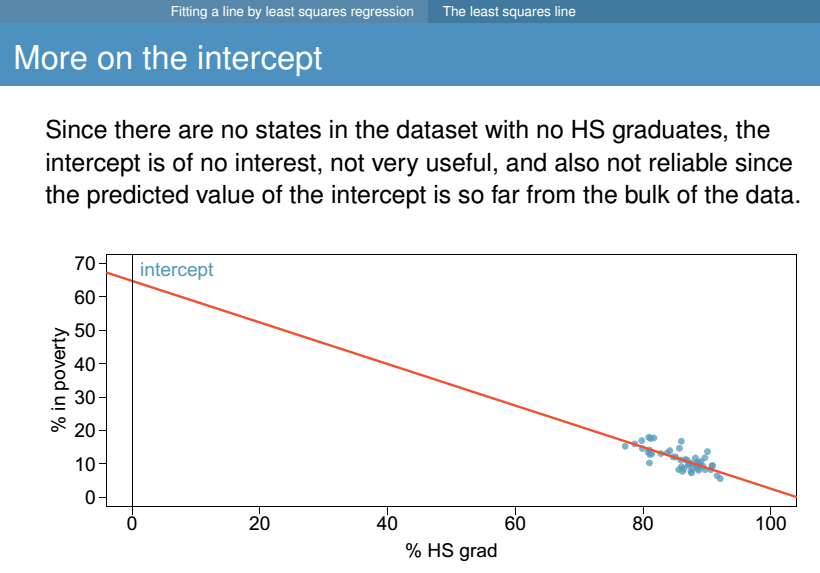 Fitting a line by least squares regression The least squares line
More on the intercept
Since there are no states in the dataset with no HS graduates, the
intercept is of no interest, not very useful, and also not reliable since
the predicted value of the intercept is so far from the bulk of the data.
intercept
70
60
50
40
30
20
10
0
% in poverty
0 20 40 60 80 100
% HS grad